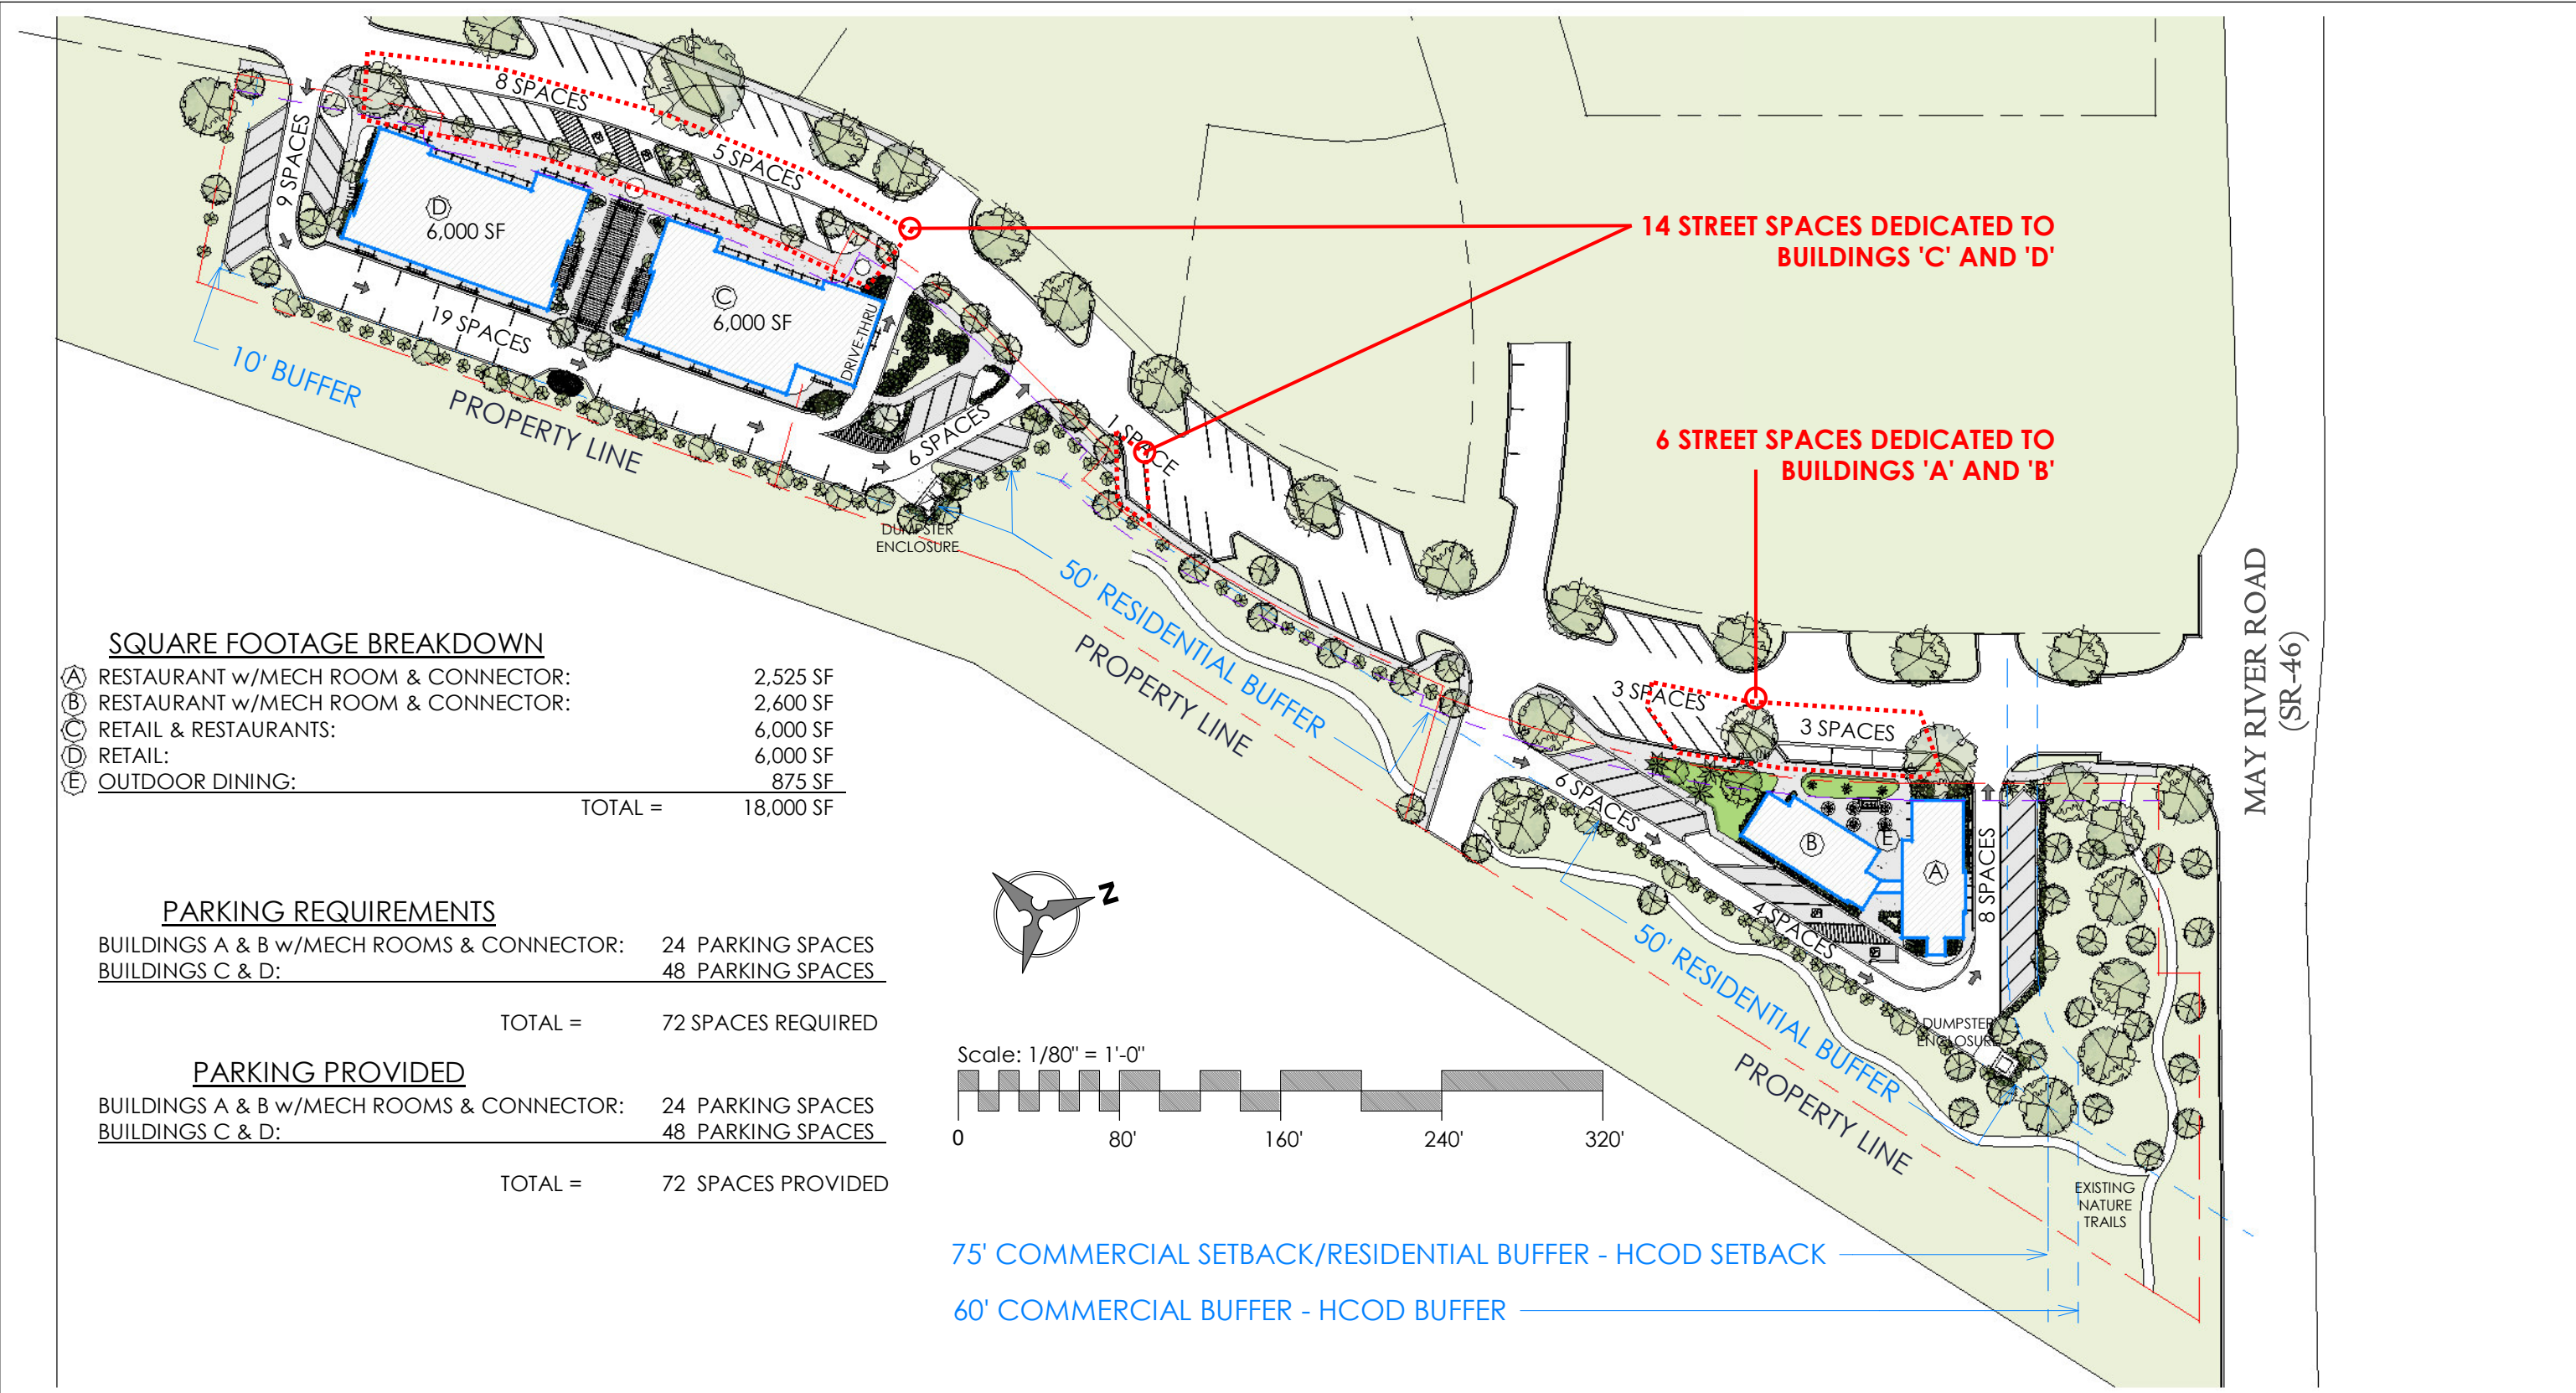 8 SPACES
5 SPACES
9 SPACES
D
6,000 SF
C
6,000 SF
DRIVE-THRU
19 SPACES
6 SPACES
1 SPACE
10' BUFFER
PROPERTY LINE
DUMPSTER
ENCLOSURE
14 STREET SPACES DEDICATED TO
BUILDINGS 'C' AND 'D'
6 STREET SPACES DEDICATED TO
BUILDINGS 'A' AND 'B'
MAY RIVER ROAD
(SR-46)
50' RESIDENTIAL BUFFER
PROPERTY LINE
3 SPACES
3 SPACES
6 SPACES
B
E
A
8 SPACES
4 SPACES
50' RESIDENTIAL BUFFER
PROPERTY LINE
DUMPSTER
ENCLOSURE
EXISTING
NATURE
TRAILS
SQUARE FOOTAGE BREAKDOWN
A RESTAURANT w/MECH ROOM & CONNECTOR: 2,525 SF
B RESTAURANT w/MECH ROOM & CONNECTOR: 2,600 SF
C RETAIL & RESTAURANTS: 6,000 SF
D RETAIL: 6,000 SF
E OUTDOOR DINING: 875 SF
TOTAL = 18,000 SF
PARKING REQUIREMENTS
BUILDINGS A & B w/MECH ROOMS & CONNECTOR: 24 PARKING SPACES
BUILDINGS C & D: 48 PARKING SPACES
TOTAL = 72 SPACES REQUIRED
PARKING PROVIDED
BUILDINGS A & B w/MECH ROOMS & CONNECTOR: 24 PARKING SPACES
BUILDINGS C & D: 48 PARKING SPACES
TOTAL = 72 SPACES PROVIDED
N
Scale: 1/80" = 1'-0"
0 80' 160' 240' 320'
75' COMMERCIAL SETBACK/RESIDENTIAL BUFFER - HCOD SETBACK
60' COMMERCIAL BUFFER - HCOD BUFFER